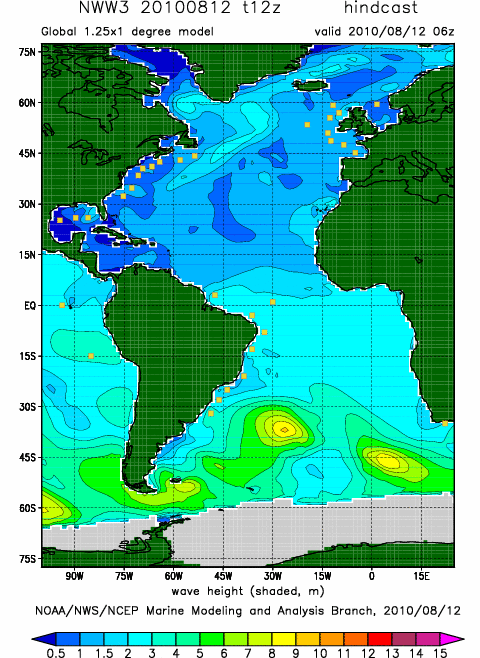 NWW3 20100812 t12z hindcast
Global 1.25x1 degree model valid 2010/08/12 06z
75N
60N
45N
30N
15N
EQ
15S
30S
45S
60S
75S
90W 75W 60W 45W 30W 15W 0 15E
wave height (shaded, m)
NOAA/NWS/NCEP Marine Modeling and Analysis Branch, 2010/08/12
0.5 1 1.5 2 3 4 5 6 7 8 9 10 11 12 13 14 15